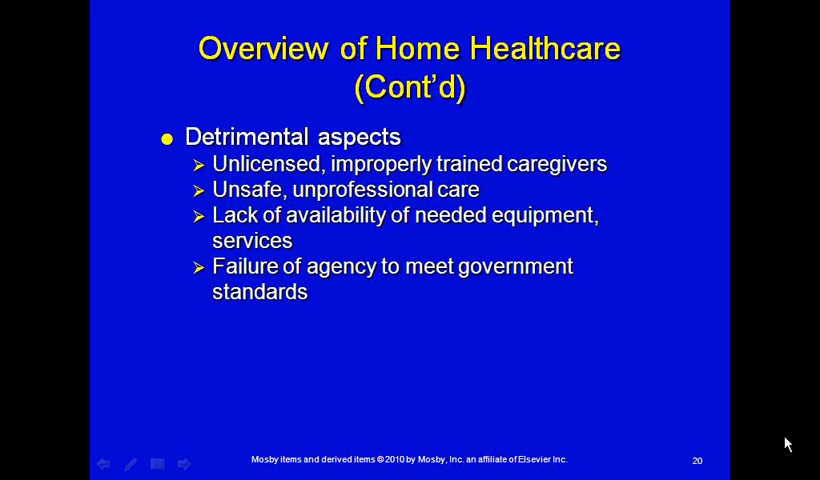 Overview of Home Healthcare
(Cont’d)
Detrimental aspects
Unlicensed, improperly trained caregivers
Unsafe, unprofessional care
Lack of availability of needed equipment,
services
Failure of agency to meet government
standards
Mosby items and derived items © 2010 by Mosby, Inc. an affiliate of Elsevier Inc.
20